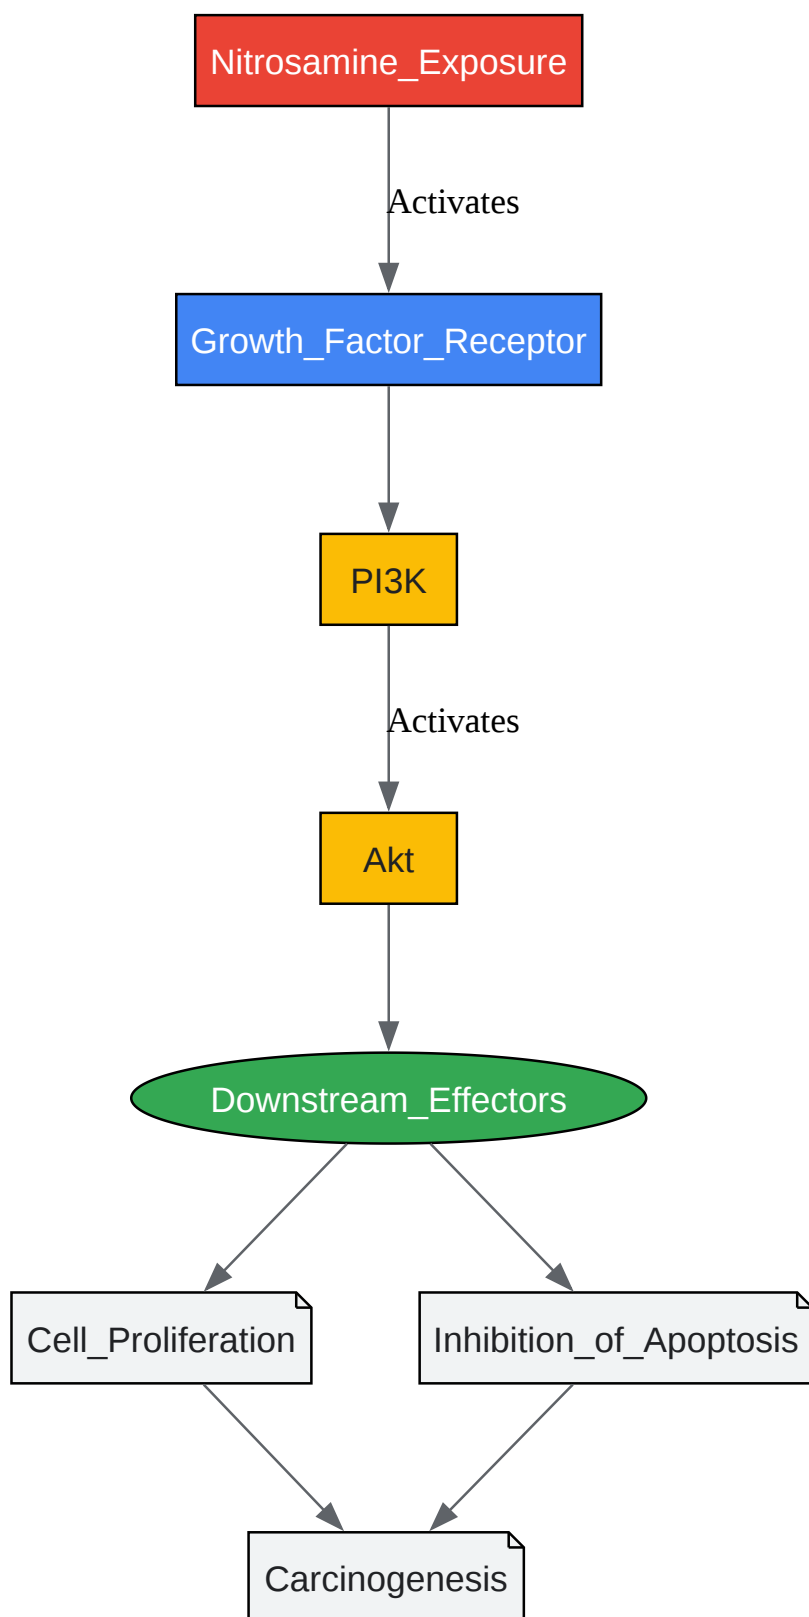 Nitrosamine_Exposure
Activates
Growth_Factor_Receptor
PI3K
Activates
Akt
Downstream_Effectors
Cell_Proliferation
Inhibition_of_Apoptosis
Carcinogenesis